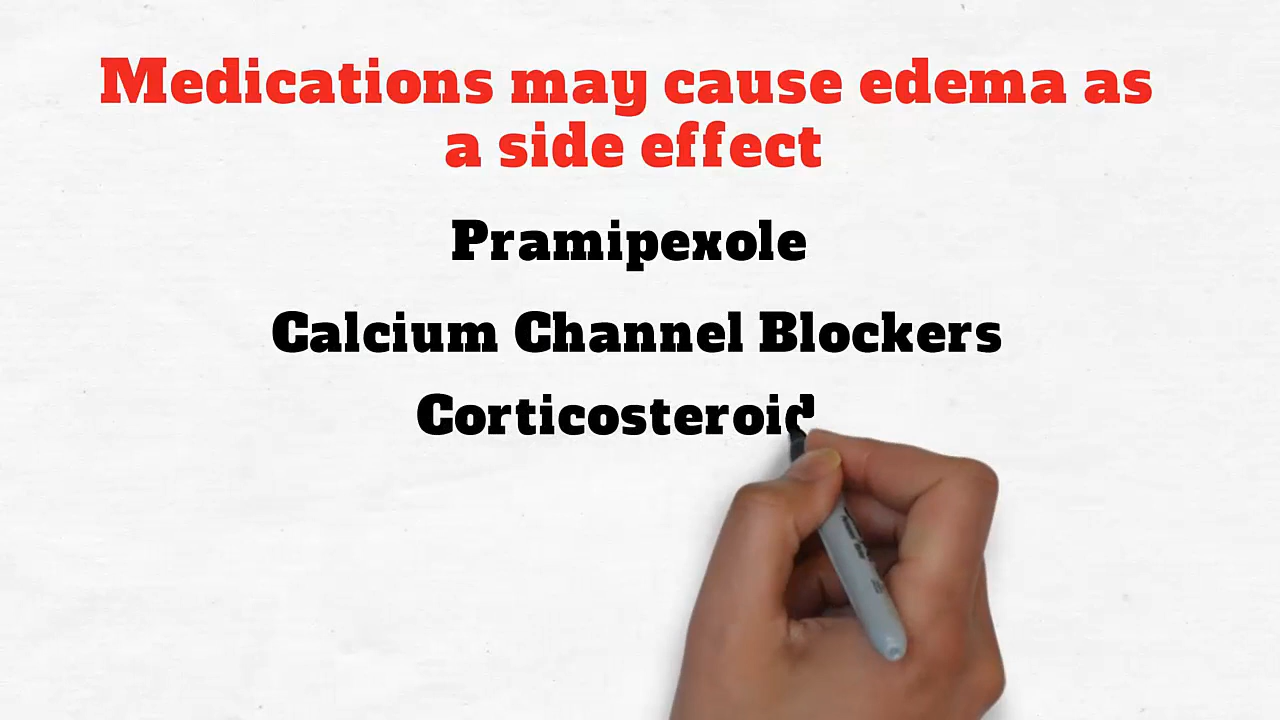 Medications may cause edema as
a side effect
Pramipexole
Calcium Channel Blockers
Corticosteroid